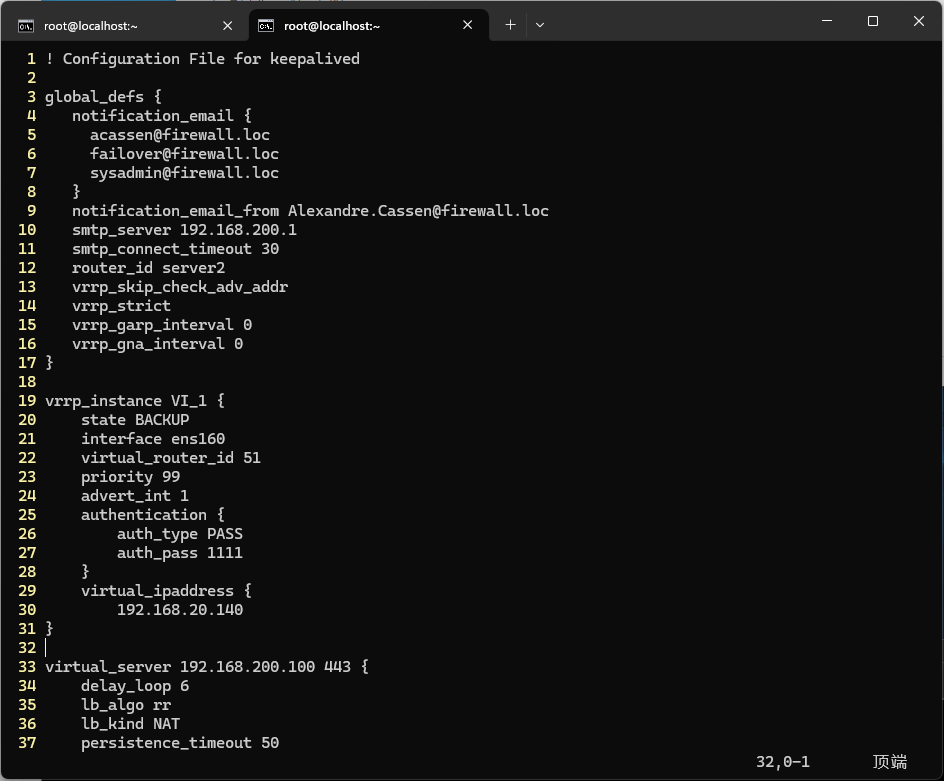 root@localhost:~
root@localhost:~
1 ! Configuration File for keepalived
2
3 global_defs {
4    notification_email {
5      acassen@firewall.loc
6      failover@firewall.loc
7      sysadmin@firewall.loc
8    }
9    notification_email_from Alexandre.Cassen@firewall.loc
10    smtp_server 192.168.200.1
11    smtp_connect_timeout 30
12    router_id server2
13    vrrp_skip_check_adv_addr
14    vrrp_strict
15    vrrp_garp_interval 0
16    vrrp_gna_interval 0
17 }
18
19 vrrp_instance VI_1 {
20     state BACKUP
21     interface ens160
22     virtual_router_id 51
23     priority 99
24     advert_int 1
25     authentication {
26         auth_type PASS
27         auth_pass 1111
28     }
29     virtual_ipaddress {
30         192.168.20.140
31 }
32
33 virtual_server 192.168.200.100 443 {
34     delay_loop 6
35     lb_algo rr
36     lb_kind NAT
37     persistence_timeout 50
32,0-1 顶端